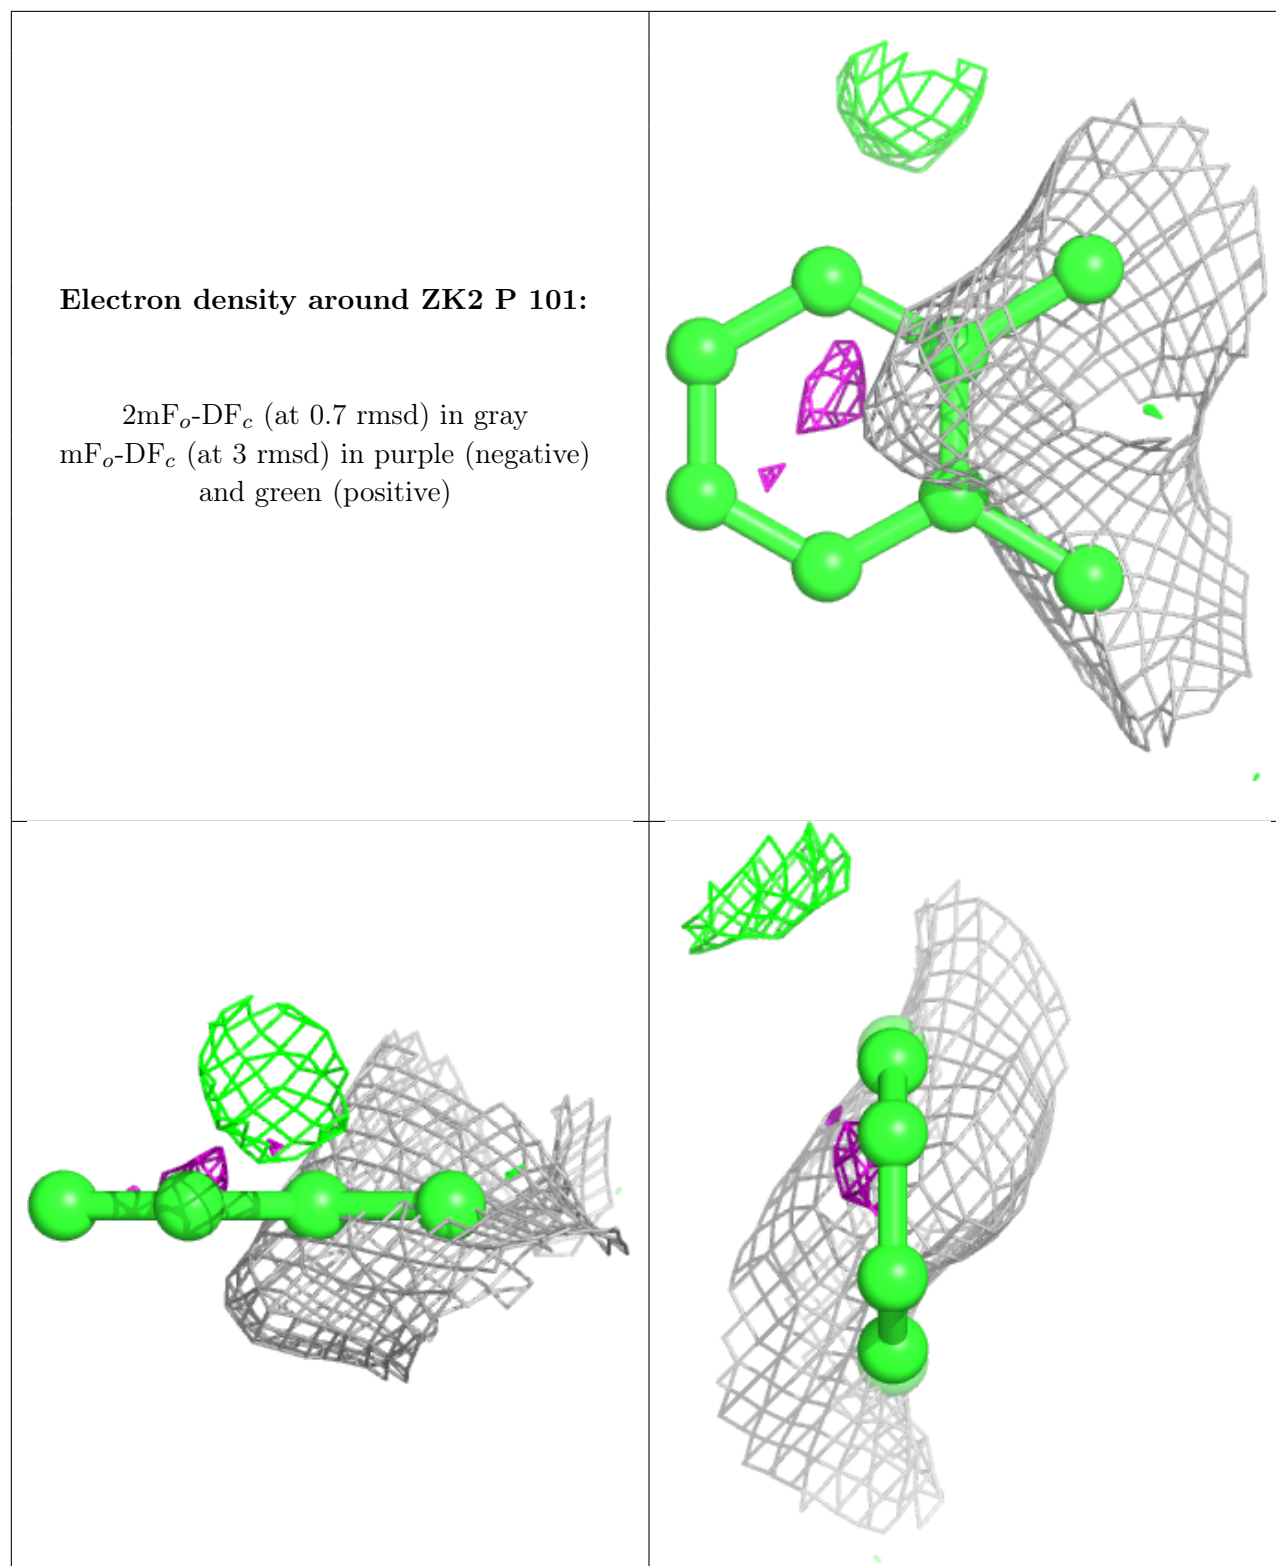 Electron density around ZK2 P 101:
2mFo-DFc (at 0.7 rmsd) in gray
mFo-DFc (at 3 rmsd) in purple (negative)
and green (positive)